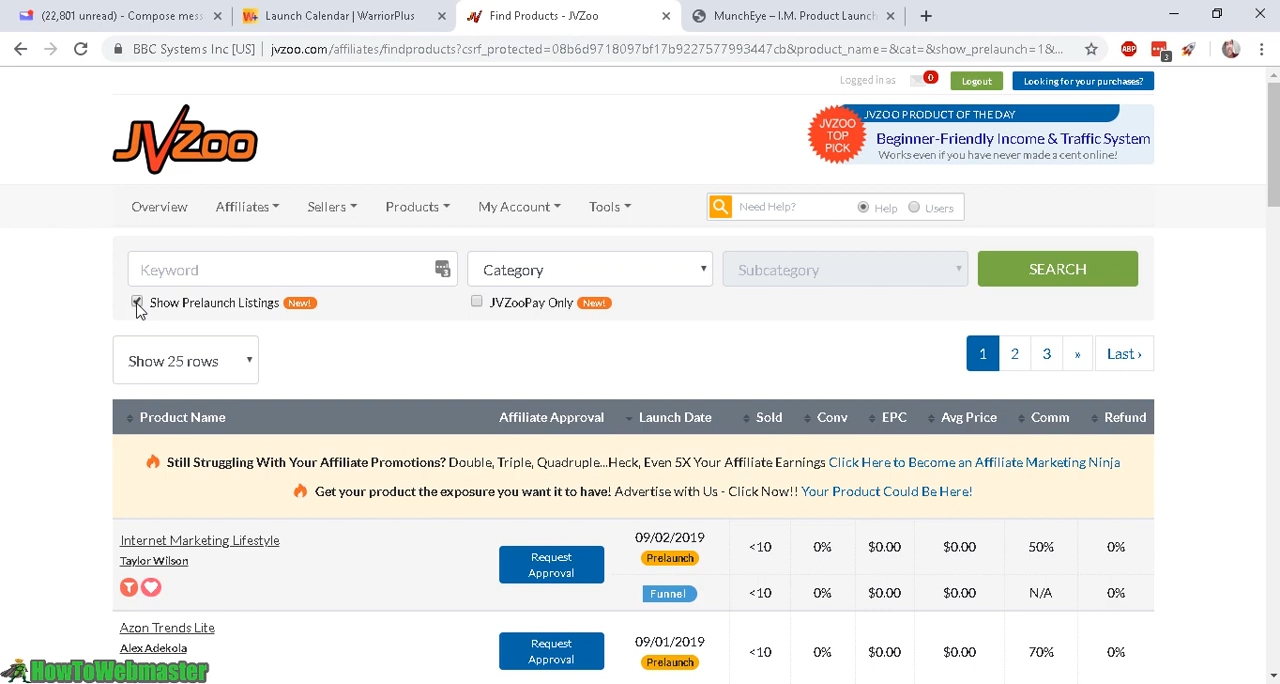 (22,801 unread) - Compose mess
Launch Calendar | WarriorPlus
Find Products - JVZoo
MunchEye – I.M. Product Launch
BBC Systems Inc [US] | jvzoo.com/affiliates/findproducts?csrf_protected=08b6d9718097bf17b9227577993447cb&product_name=&cat=&show_prelaunch=1&...
ABP
3
Logged in as
0
Logout
Looking for your purchases?
JVZoo
JVZOO TOP PICK
JVZOO PRODUCT OF THE DAY
Beginner-Friendly Income & Traffic System
Works even if you have never made a cent online!
Overview
Affiliates
Sellers
Products
My Account
Tools
Need Help?
Help
Users
Keyword
Category
Subcategory
SEARCH
Show Prelaunch Listings New!
JVZooPay Only New!
Show 25 rows
1 2 3 » Last ›
Product Name Affiliate Approval Launch Date Sold Conv EPC Avg Price Comm Refund
Still Struggling With Your Affiliate Promotions? Double, Triple, Quadruple...Heck, Even 5X Your Affiliate Earnings Click Here to Become an Affiliate Marketing Ninja
Get your product the exposure you want it to have! Advertise with Us - Click Now!! Your Product Could Be Here!
Internet Marketing Lifestyle
Taylor Wilson
Request
Approval
09/02/2019
Prelaunch
<10 0% $0.00 $0.00 50% 0%
Funnel
<10 0% $0.00 $0.00 N/A 0%
Azon Trends Lite
Alex Adekola
Request
Approval
09/01/2019
Prelaunch
<10 0% $0.00 $0.00 70% 0%
HowToWebmaster